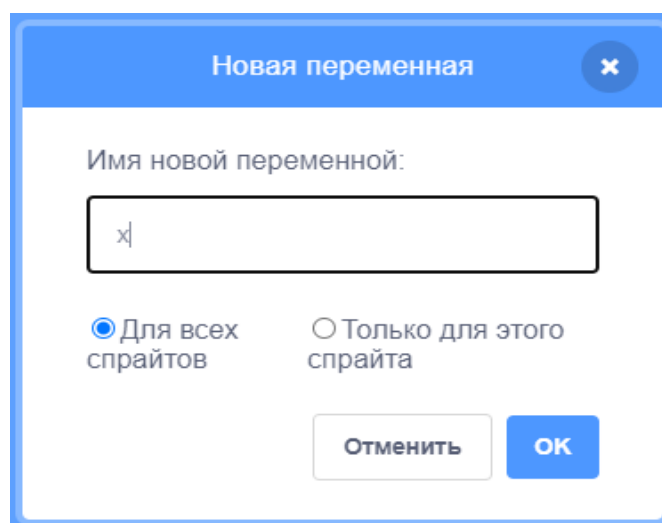 Новая переменная
Имя новой переменной:
x
Для всех Только для этого
спрайтов спрайта
Отменить OK